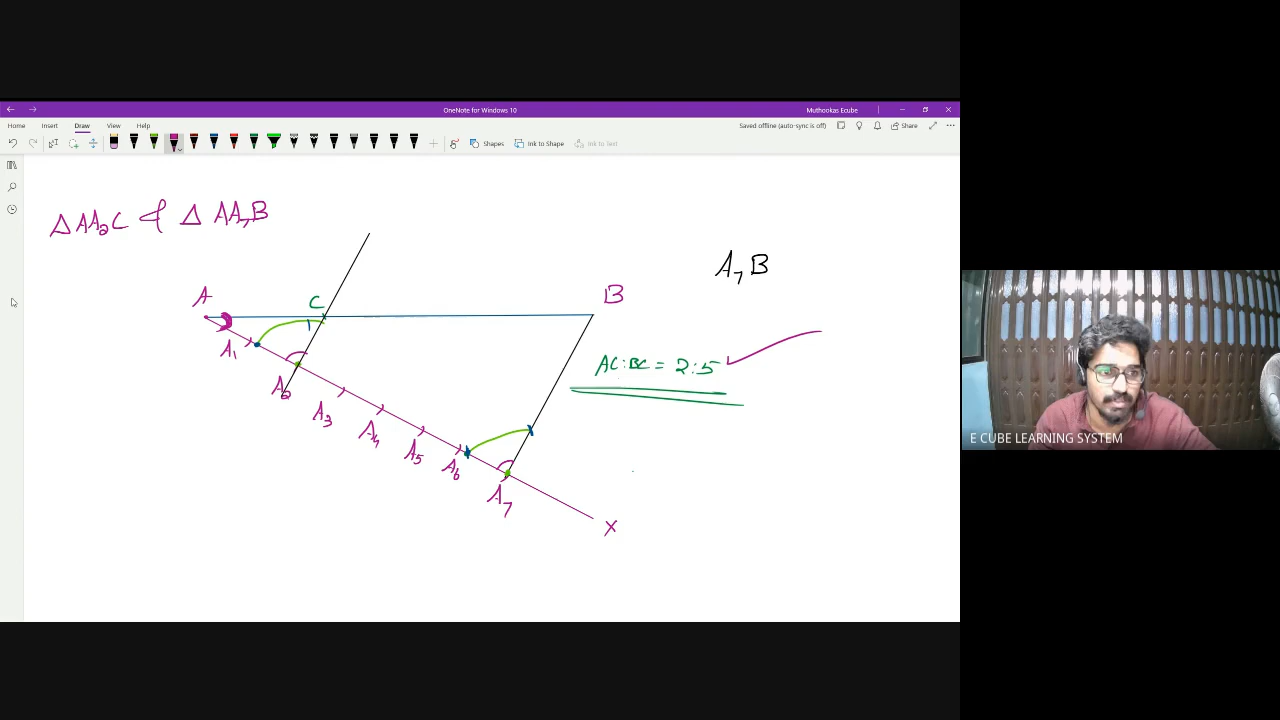 OneNote for Windows 10
Muthookas Ecube
Home Insert Draw View Help
Saved offline (auto-sync is off)
Share
Shapes
Ink to Shape
Ink to Text
△AA₂C & △AA₇B
A₇B
A
C
B
A₁
A₂
A₃
A₄
A₅
A₆
A₇
X
AC:BC = 2:5
E CUBE LEARNING SYSTEM